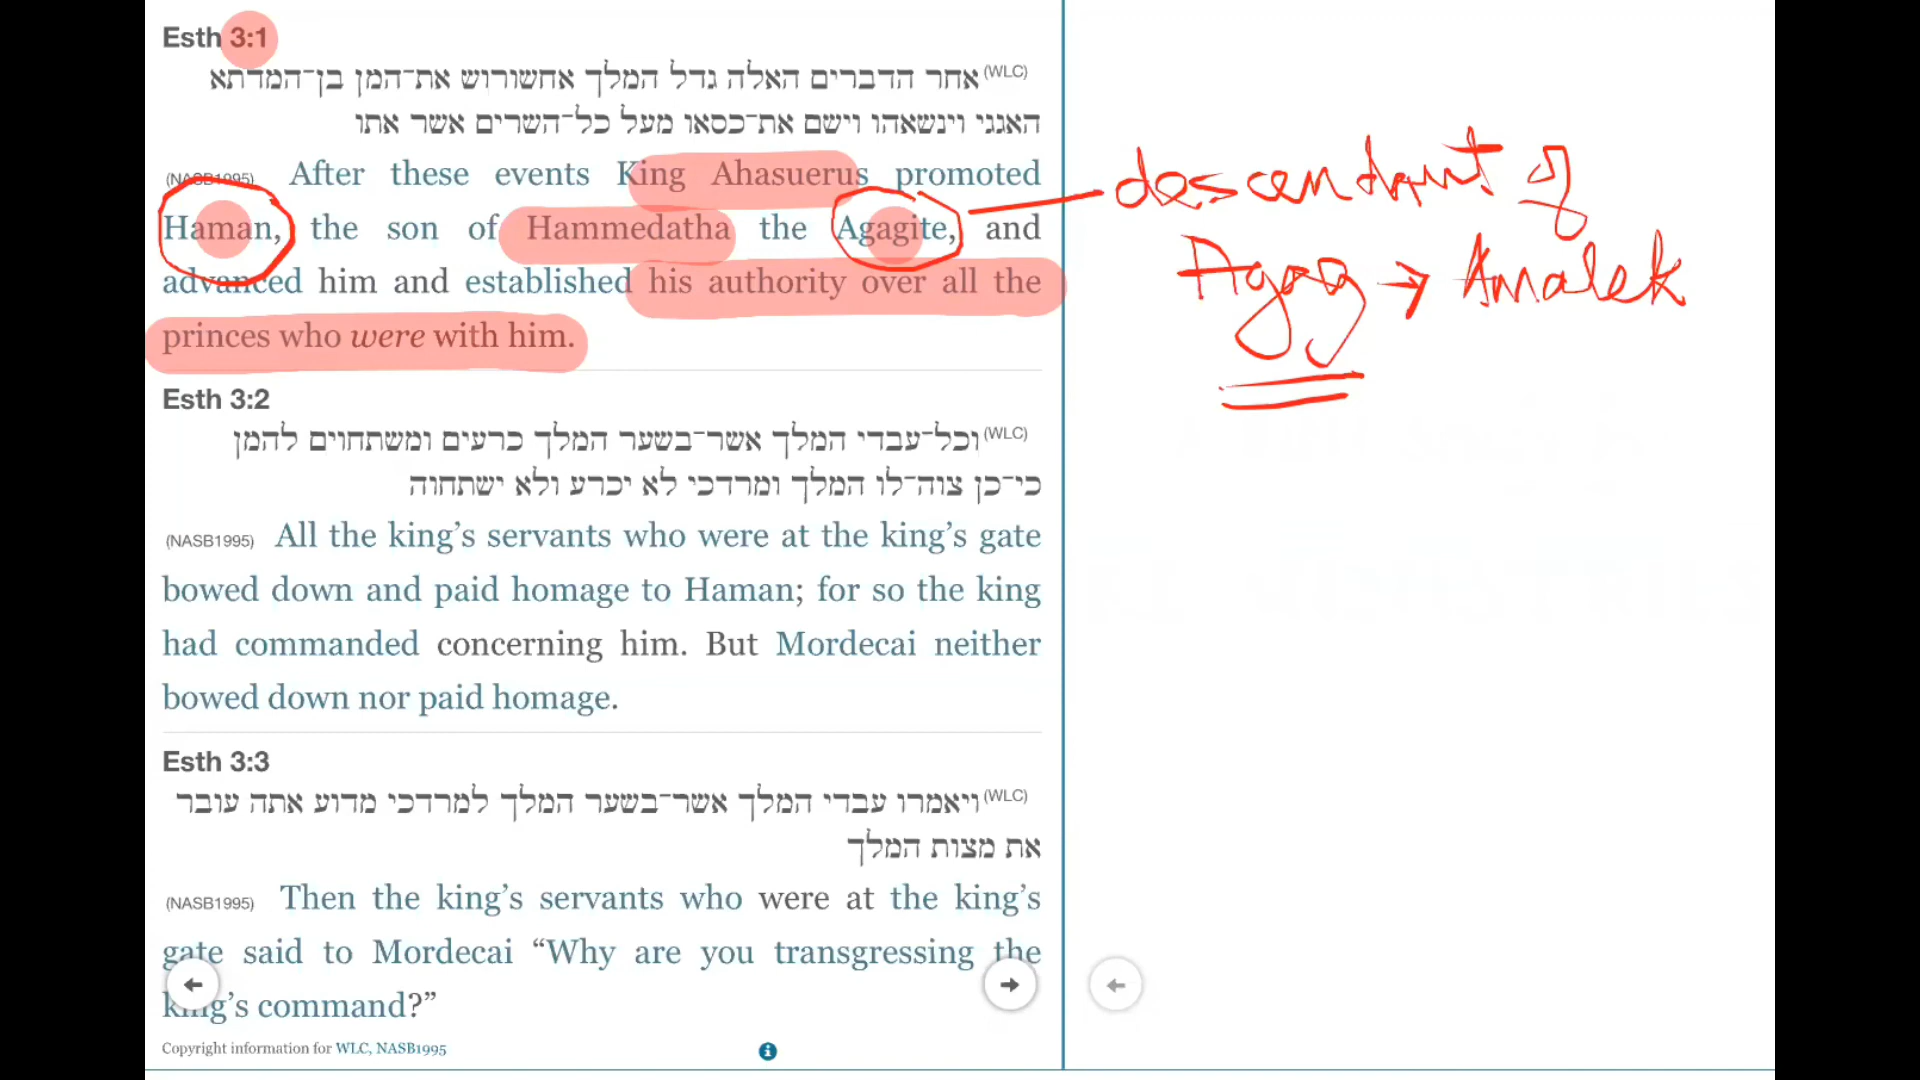 Esth 3:1
(WLC) אחר הדברים האלה גדל המלך אחשורוש את־המן בן־המדתא
האגגי וינשאהו וישם את־כסאו מעל כל־השרים אשר אתו
(NASB1995) After these events King Ahasuerus promoted
Haman, the son of Hammedatha the Agagite, and
advanced him and established his authority over all the
princes who were with him.
Esth 3:2
(WLC) וכל־עבדי המלך אשר־בשער המלך כרעים ומשתחוים להמן
כי־כן צוה־לו המלך ומרדכי לא יכרע ולא ישתחוה
(NASB1995) All the king’s servants who were at the king’s gate
bowed down and paid homage to Haman; for so the king
had commanded concerning him. But Mordecai neither
bowed down nor paid homage.
Esth 3:3
(WLC) ויאמרו עבדי המלך אשר־בשער המלך למרדכי מדוע אתה עובר
את מצות המלך
(NASB1995) Then the king’s servants who were at the king’s
gate said to Mordecai “Why are you transgressing the
king’s command?”
Copyright information for WLC, NASB1995
descendant of
Agag → Amalek